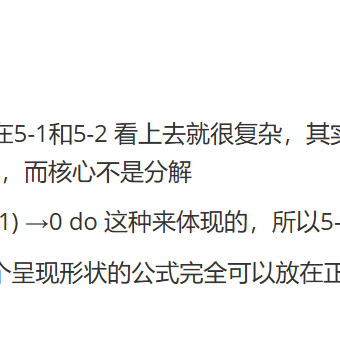 在5-1和5-2 看上去就很复杂，其实
，而核心不是分解
1) →0 do 这种来体现的，所以5-
个呈现形状的公式完全可以放在正